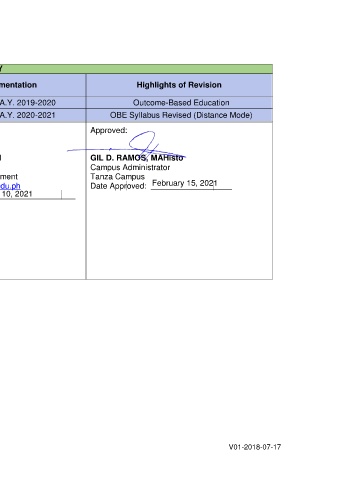 Y
mentation Highlights of Revision
A.Y. 2019-2020 Outcome-Based Education
A.Y. 2020-2021 OBE Syllabus Revised (Distance Mode)
Approved:
GIL D. RAMOS, MAHisto
Campus Administrator
ment Tanza Campus
du.ph Date Approved: February 15, 2021
10, 2021
V01-2018-07-17